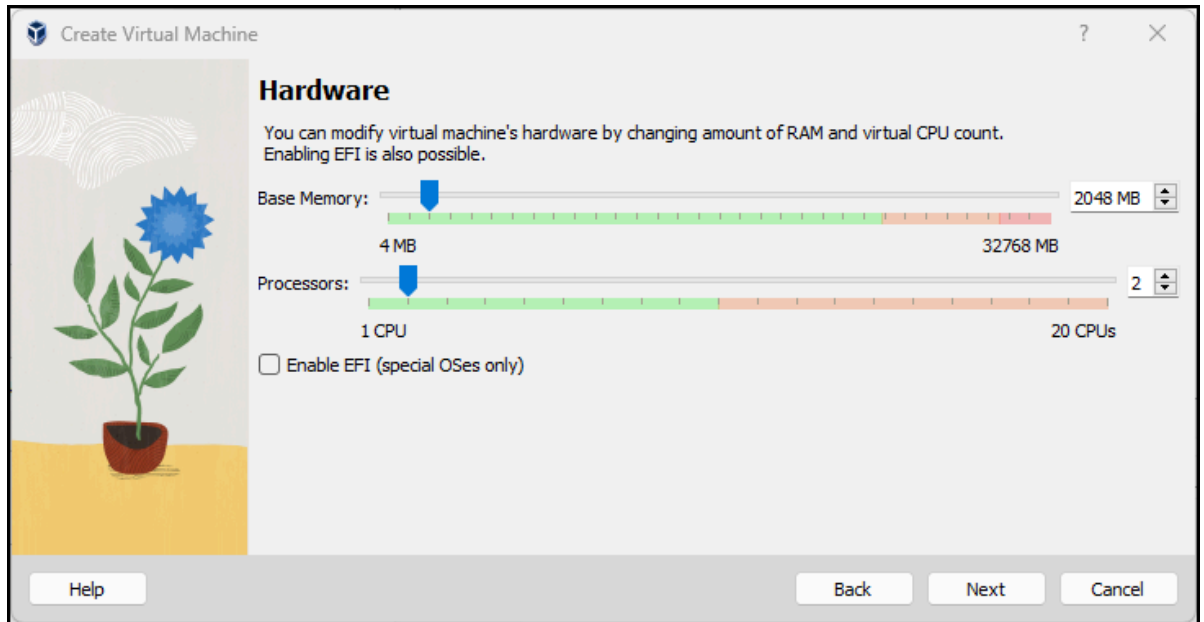 Create Virtual Machine
?
Hardware
You can modify virtual machine's hardware by changing amount of RAM and virtual CPU count.
Enabling EFI is also possible.
Base Memory: 2048 MB
4 MB 32768 MB
Processors: 2
1 CPU 20 CPUs
Enable EFI (special OSes only)
Help Back Next Cancel